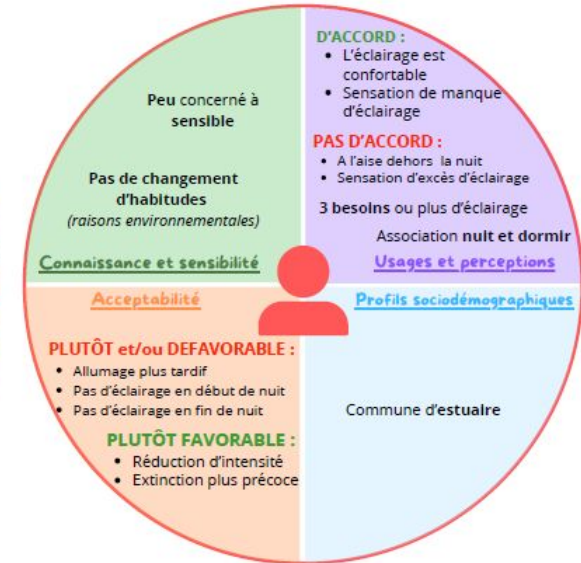 Peu concerné à
sensible
Pas de changement
d'habitudes
(raisons environnementales)
Connaissance et sensibilité
D'ACCORD :
• L'éclairage est
confortable
• Sensation de manque
d'éclairage
PAS D'ACCORD :
• A l'aise dehors la nuit
• Sensation d'excès d'éclairage
3 besoins ou plus d'éclairage
Association nuit et dormir
Usages et perceptions
Acceptabilité
PLUTÔT et/ou DEFAVORABLE :
• Allumage plus tardif
• Pas d'éclairage en début de nuit
• Pas d'éclairage en fin de nuit
PLUTÔT FAVORABLE :
• Réduction d'intensité
• Extinction plus précoce
Profils sociodémographiques
Commune d'estuaire